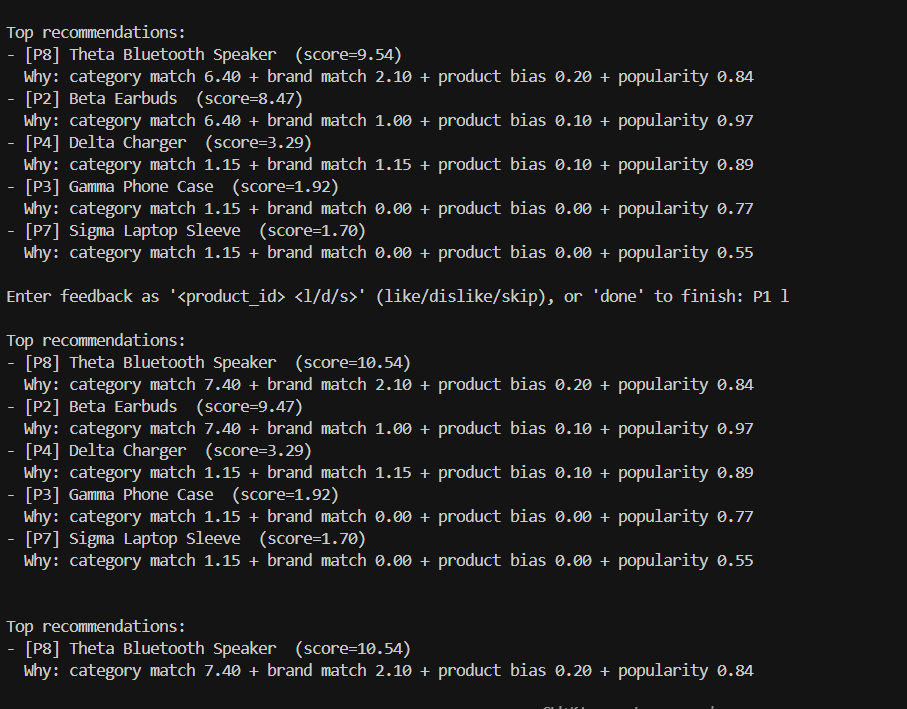 Top recommendations:
- [P8] Theta Bluetooth Speaker  (score=9.54)
  Why: category match 6.40 + brand match 2.10 + product bias 0.20 + popularity 0.84
- [P2] Beta Earbuds  (score=8.47)
  Why: category match 6.40 + brand match 1.00 + product bias 0.10 + popularity 0.97
- [P4] Delta Charger  (score=3.29)
  Why: category match 1.15 + brand match 1.15 + product bias 0.10 + popularity 0.89
- [P3] Gamma Phone Case  (score=1.92)
  Why: category match 1.15 + brand match 0.00 + product bias 0.00 + popularity 0.77
- [P7] Sigma Laptop Sleeve  (score=1.70)
  Why: category match 1.15 + brand match 0.00 + product bias 0.00 + popularity 0.55
Enter feedback as '<product_id> <l/d/s>' (like/dislike/skip), or 'done' to finish: P1 l
Top recommendations:
- [P8] Theta Bluetooth Speaker  (score=10.54)
  Why: category match 7.40 + brand match 2.10 + product bias 0.20 + popularity 0.84
- [P2] Beta Earbuds  (score=9.47)
  Why: category match 7.40 + brand match 1.00 + product bias 0.10 + popularity 0.97
- [P4] Delta Charger  (score=3.29)
  Why: category match 1.15 + brand match 1.15 + product bias 0.10 + popularity 0.89
- [P3] Gamma Phone Case  (score=1.92)
  Why: category match 1.15 + brand match 0.00 + product bias 0.00 + popularity 0.77
- [P7] Sigma Laptop Sleeve  (score=1.70)
  Why: category match 1.15 + brand match 0.00 + product bias 0.00 + popularity 0.55
Top recommendations:
- [P8] Theta Bluetooth Speaker  (score=10.54)
  Why: category match 7.40 + brand match 2.10 + product bias 0.20 + popularity 0.84